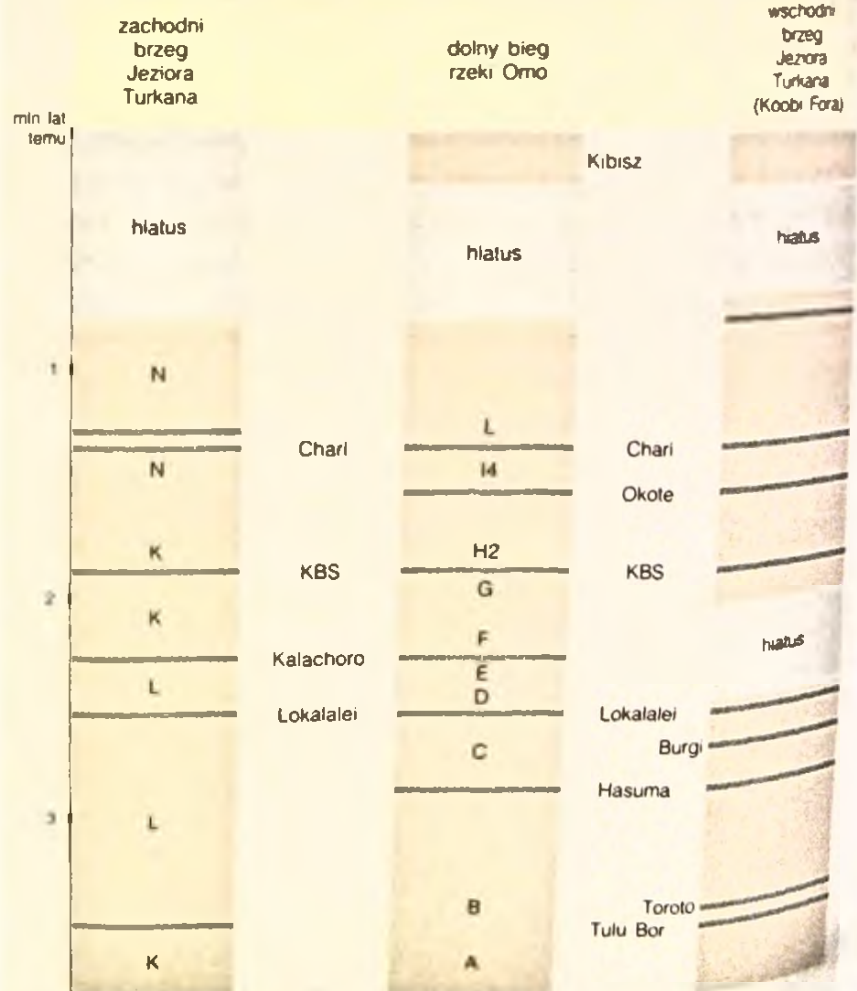 zachodni
brzeg
Jeziora
Turkana
dolny bieg
rzeki Omo
wschodni
brzeg
Jeziora
Turkana
(Koobi Fora)
mln lat
temu
Kibisz
hiatus
hiatus
hiatus
1
N
L
Chari
Chari
N
I4
Okote
K
H2
KBS
KBS
2
G
K
F
hiatus
Kalachoro
E
L
D
Lokalalei
Lokalalei
C
Burgi
Hasuma
3
L
B
Toroto
Tulu Bor
K
A